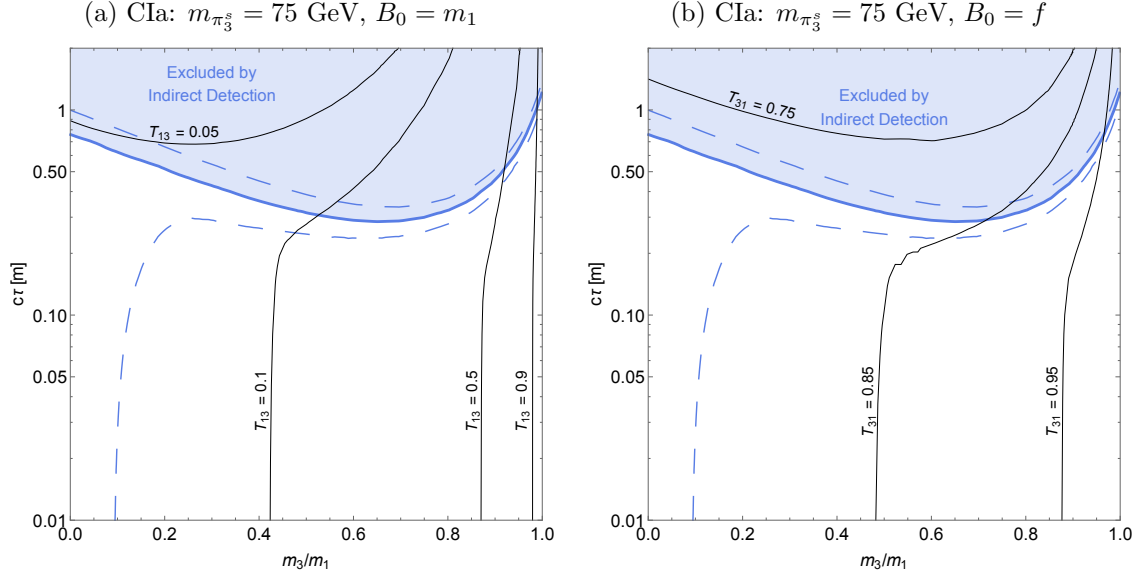 (a) CIa: $m_{\pi_3^s}$ = 75 GeV, $B_0 = m_1$
Excluded by
Indirect Detection
$T_{13}$ = 0.05
$T_{13}$ = 0.1
$T_{13}$ = 0.5
$T_{13}$ = 0.9
cτ [m]
1
0.50
0.10
0.05
0.01
0.0
0.2
0.4
0.6
0.8
1.0
$m_3/m_1$
(b) CIa: $m_{\pi_3^s}$ = 75 GeV, $B_0 = f$
$T_{31}$ = 0.75
Excluded by
Indirect Detection
$T_{31}$ = 0.85
$T_{31}$ = 0.95
cτ [m]
1
0.50
0.10
0.05
0.01
0.0
0.2
0.4
0.6
0.8
1.0
$m_3/m_1$